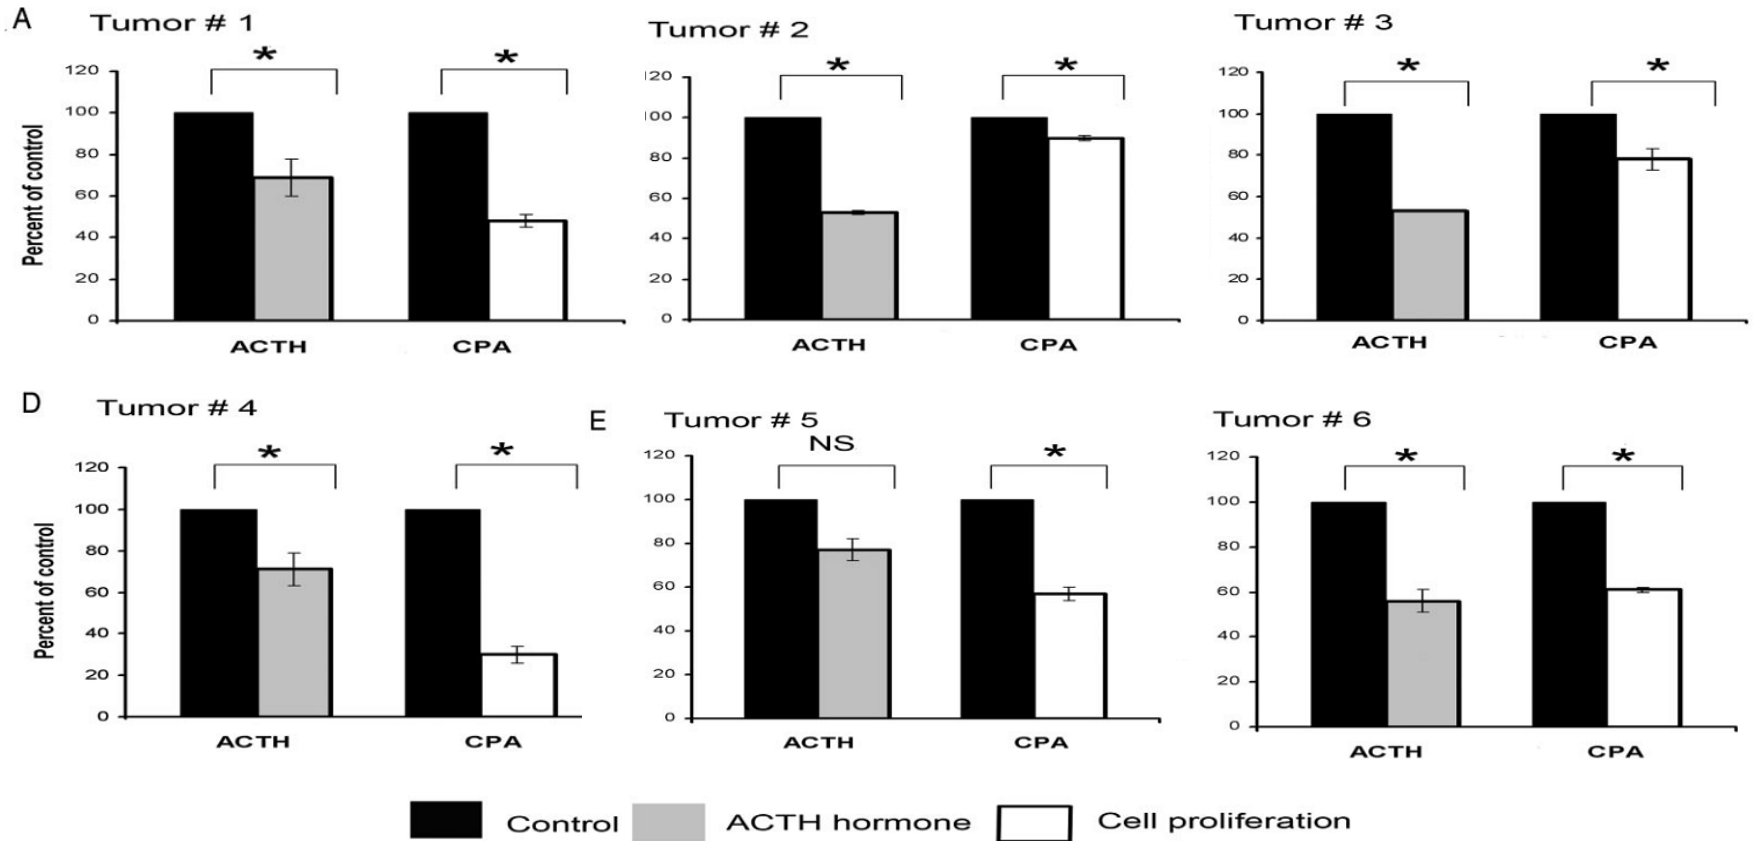 A
Tumor # 1
Tumor # 2
Tumor # 3
* * * * * *
Percent of control
120
100
80
60
40
20
0
ACTH CPA
120
100
80
60
40
20
0
ACTH CPA
120
100
80
60
40
20
0
ACTH CPA
D
Tumor # 4
E
Tumor # 5
Tumor # 6
* * NS * * *
Percent of control
120
100
80
60
40
20
0
ACTH CPA
120
100
80
60
40
20
0
ACTH CPA
120
100
80
60
40
20
0
ACTH CPA
Control ACTH hormone Cell proliferation